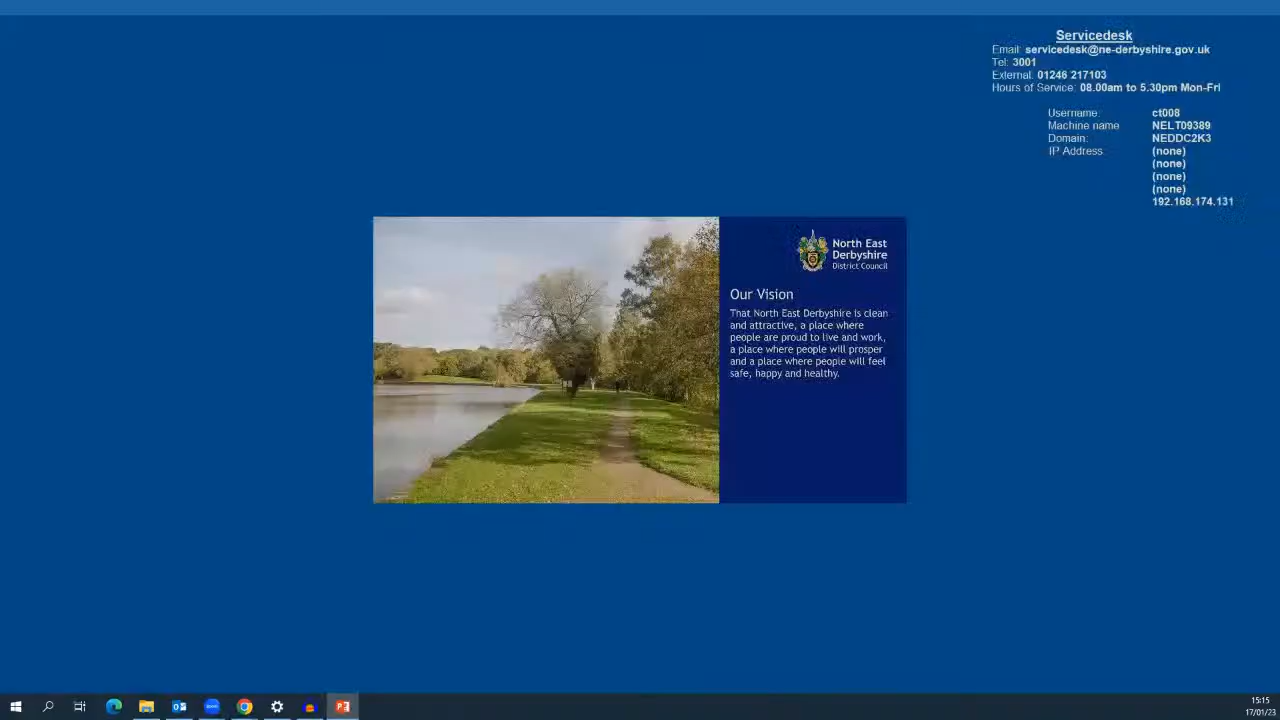 Servicedesk
Email: servicedesk@ne-derbyshire.gov.uk
Tel: 3001
External: 01246 217103
Hours of Service: 08.00am to 5.30pm Mon-Fri
Username: ct008
Machine name NELT09389
Domain: NEDDC2K3
IP Address (none)
(none)
(none)
(none)
192.168.174.131
North East
Derbyshire
District Council
Our Vision
That North East Derbyshire is clean
and attractive, a place where
people are proud to live and work,
a place where people will prosper
and a place where people will feel
safe, happy and healthy.
15:15
17/01/23